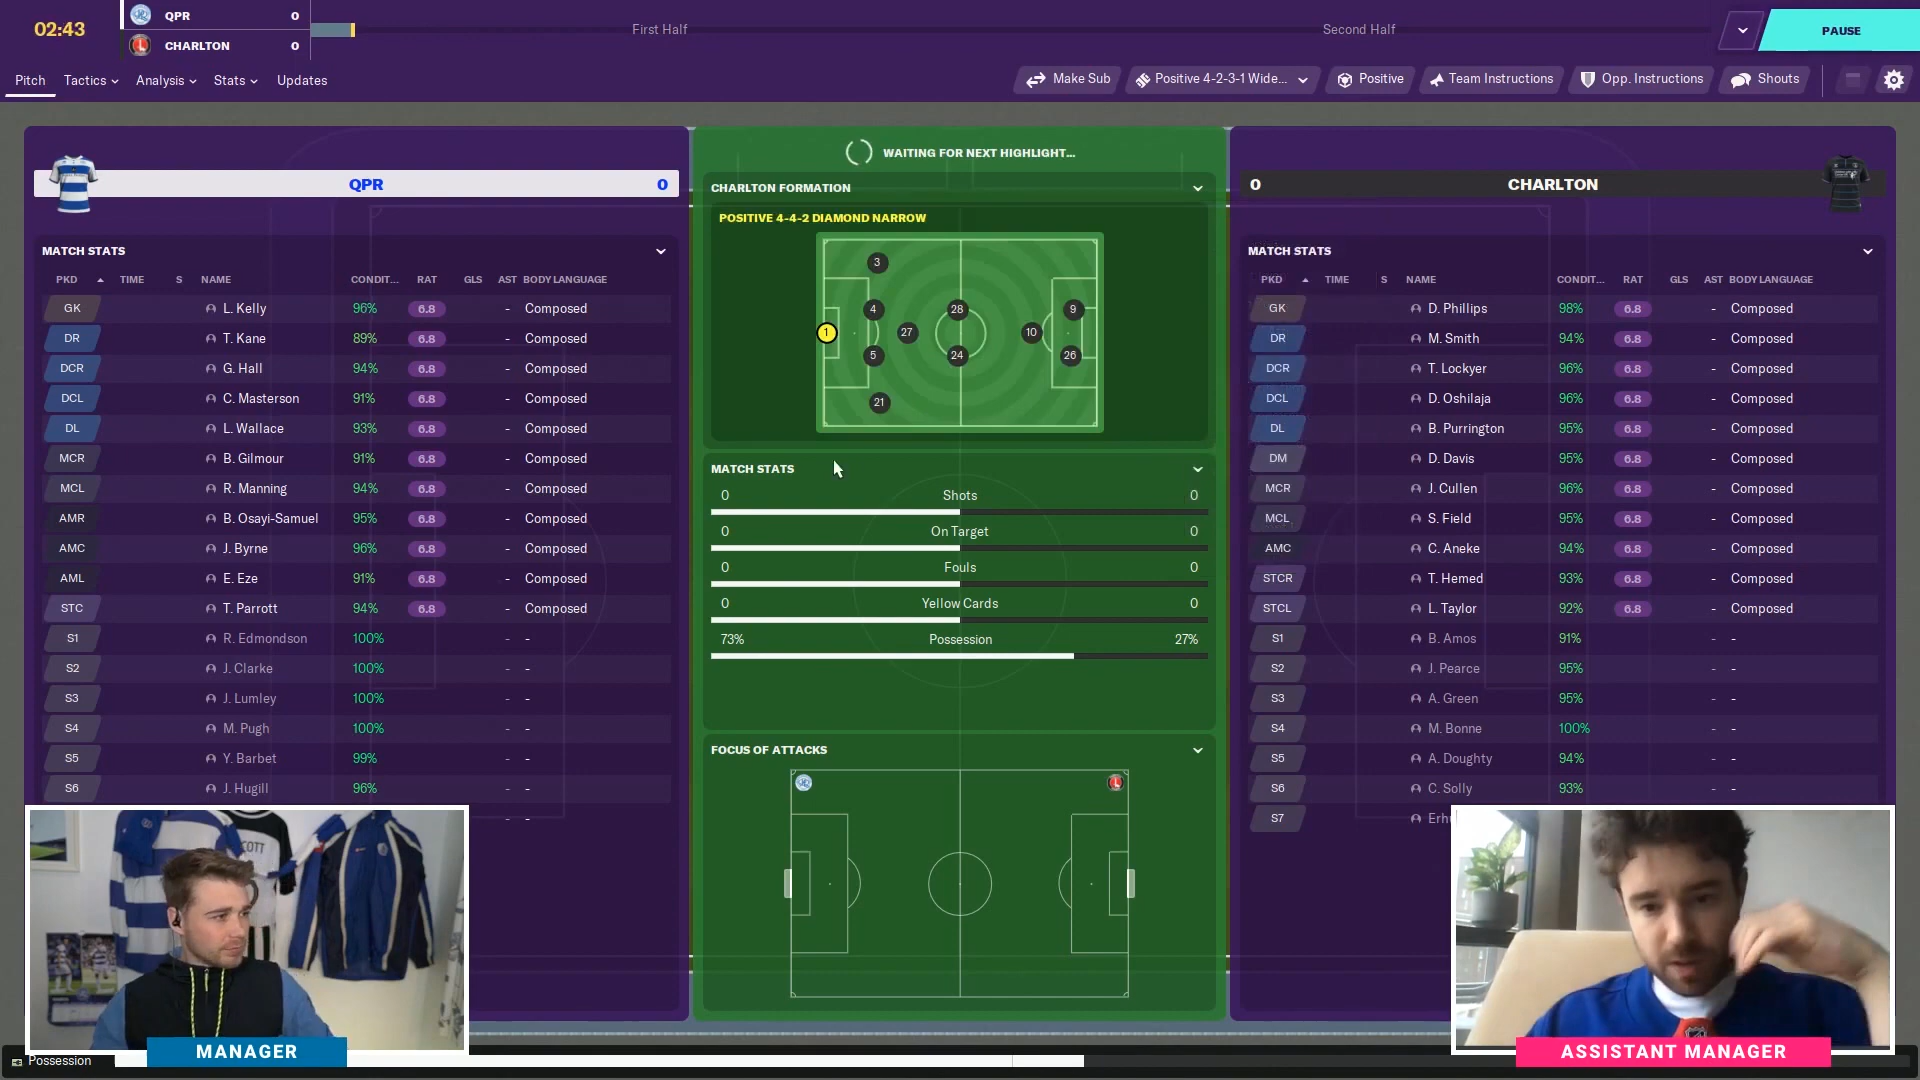 02:43
QPR 0
CHARLTON 0
First Half
Second Half
PAUSE
Pitch Tactics Analysis Stats Updates
Make Sub Positive 4-2-3-1 Wide... Positive Team Instructions Opp. Instructions Shouts
QPR 0
MATCH STATS
PKD TIME S NAME CONDIT... RAT GLS AST BODY LANGUAGE
GK L. Kelly 96% 6.8 - Composed
DR T. Kane 89% 6.8 - Composed
DCR G. Hall 94% 6.8 - Composed
DCL C. Masterson 91% 6.8 - Composed
DL L. Wallace 93% 6.8 - Composed
MCR B. Gilmour 91% 6.8 - Composed
MCL R. Manning 94% 6.8 - Composed
AMR B. Osayi-Samuel 95% 6.8 - Composed
AMC J. Byrne 96% 6.8 - Composed
AML E. Eze 91% 6.8 - Composed
STC T. Parrott 94% 6.8 - Composed
S1 R. Edmondson 100% - -
S2 J. Clarke 100% - -
S3 J. Lumley 100% - -
S4 M. Pugh 100% - -
S5 Y. Barbet 99% - -
S6 J. Hugill 96% - -
- -
WAITING FOR NEXT HIGHLIGHT...
CHARLTON FORMATION
POSITIVE 4-4-2 DIAMOND NARROW
3
4 28 9
1 27 10
5 24 26
21
MATCH STATS
0 Shots 0
0 On Target 0
0 Fouls 0
0 Yellow Cards 0
73% Possession 27%
FOCUS OF ATTACKS
0 CHARLTON
MATCH STATS
PKD TIME S NAME CONDIT... RAT GLS AST BODY LANGUAGE
GK D. Phillips 98% 6.8 - Composed
DR M. Smith 94% 6.8 - Composed
DCR T. Lockyer 96% 6.8 - Composed
DCL D. Oshilaja 96% 6.8 - Composed
DL B. Purrington 95% 6.8 - Composed
DM D. Davis 95% 6.8 - Composed
MCR J. Cullen 96% 6.8 - Composed
MCL S. Field 95% 6.8 - Composed
AMC C. Aneke 94% 6.8 - Composed
STCR T. Hemed 93% 6.8 - Composed
STCL L. Taylor 92% 6.8 - Composed
S1 B. Amos 91% - -
S2 J. Pearce 95% - -
S3 A. Green 95% - -
S4 M. Bonne 100% - -
S5 A. Doughty 94% - -
S6 C. Solly 93% - -
S7
MANAGER
ASSISTANT MANAGER
Possession